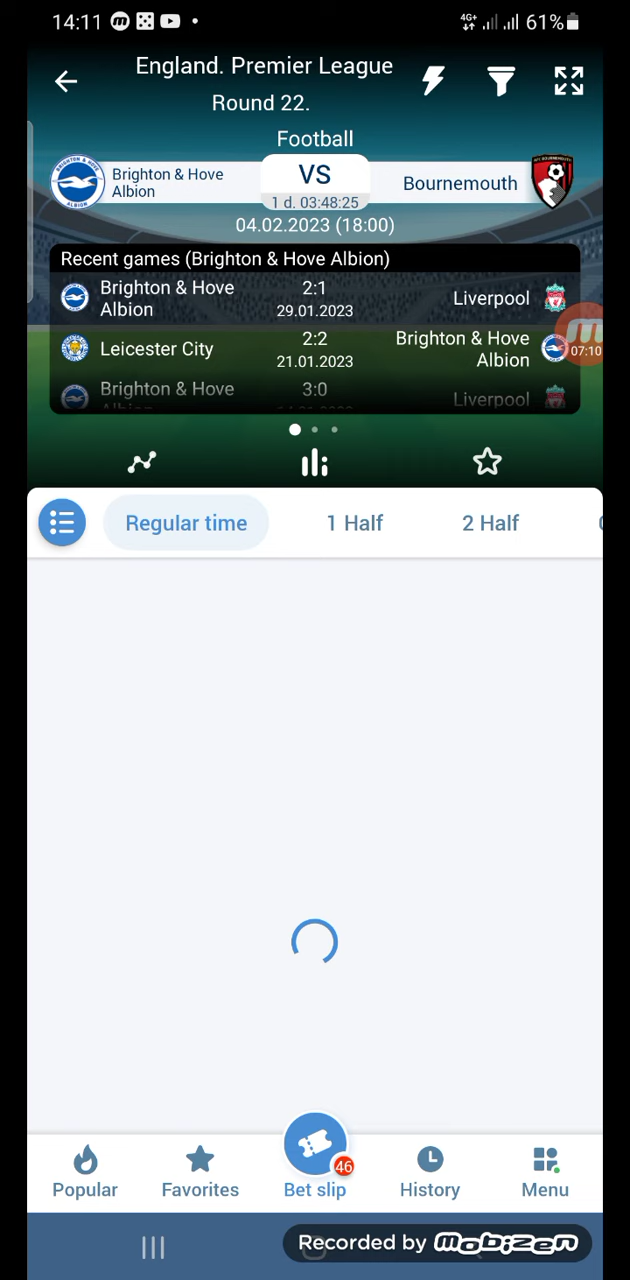 14:11
4G+
61%
England. Premier League
Round 22.
Football
Brighton & Hove
Albion
VS
Bournemouth
1 d. 03:48:25
04.02.2023 (18:00)
Recent games (Brighton & Hove Albion)
Brighton & Hove
Albion
2:1
29.01.2023
Liverpool
Leicester City
2:2
21.01.2023
Brighton & Hove
Albion
07:10
Brighton & Hove
3:0
Liverpool
Regular time
1 Half
2 Half
46
Popular
Favorites
Bet slip
History
Menu
Recorded by mobizen